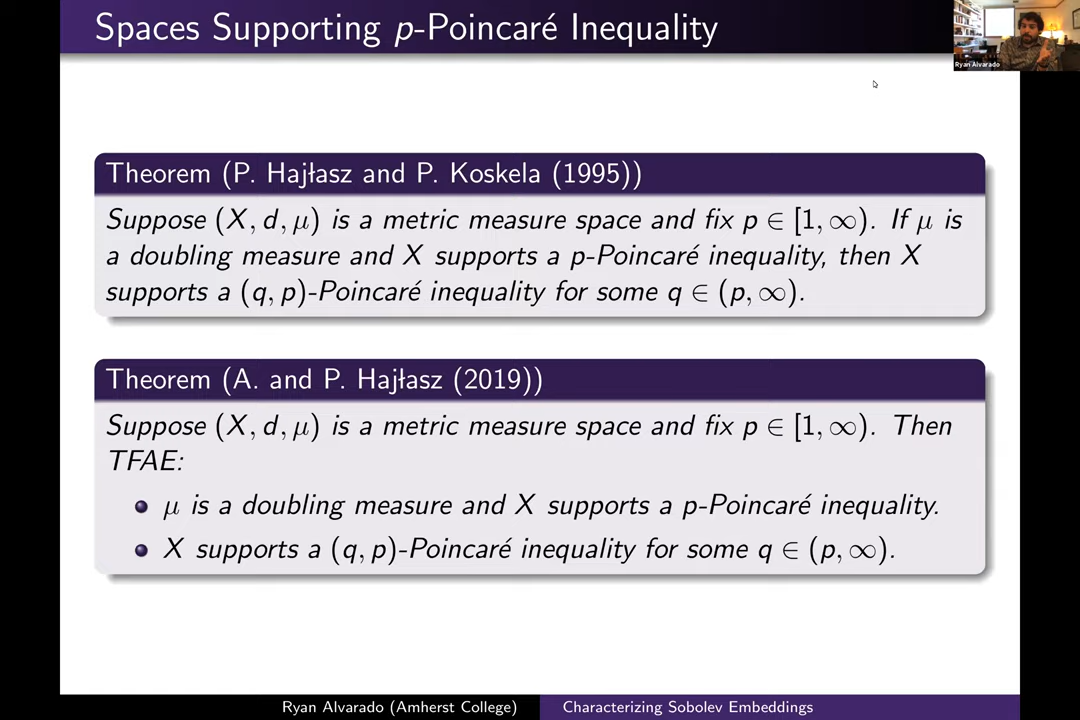 Spaces Supporting p-Poincaré Inequality
Ryan Alvarado
Theorem (P. Hajłasz and P. Koskela (1995))
Suppose (X, d, μ) is a metric measure space and fix p ∈ [1, ∞). If μ is
a doubling measure and X supports a p-Poincaré inequality, then X
supports a (q, p)-Poincaré inequality for some q ∈ (p, ∞).
Theorem (A. and P. Hajłasz (2019))
Suppose (X, d, μ) is a metric measure space and fix p ∈ [1, ∞). Then
TFAE:
μ is a doubling measure and X supports a p-Poincaré inequality.
X supports a (q, p)-Poincaré inequality for some q ∈ (p, ∞).
Ryan Alvarado (Amherst College) Characterizing Sobolev Embeddings